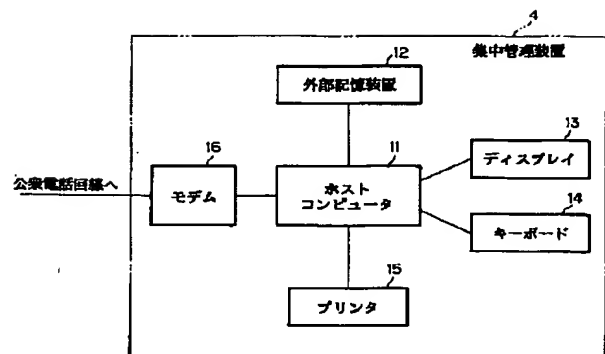 4
集中管理装置
12
外部記憶装置
13
ディスプレイ
16
11
公衆電話回線へ
モデム
ホスト
コンピュータ
14
キーボード
15
プリンタ